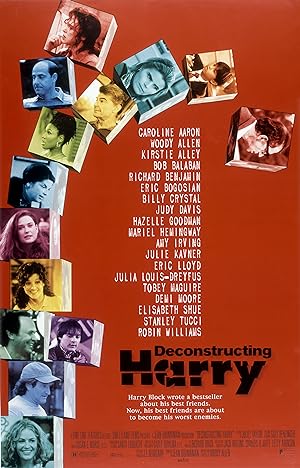 CAROLINE AARON
WOODY ALLEN
KIRSTIE ALLEY
BOB BALABAN
RICHARD BENJAMIN
ERIC BOGOSIAN
BILLY CRYSTAL
JUDY DAVIS
HAZELLE GOODMAN
MARIEL HEMINGWAY
AMY IRVING
JULIE KAVNER
ERIC LLOYD
JULIA LOUIS-DREYFUS
TOBEY MAGUIRE
DEMI MOORE
ELISABETH SHUE
STANLEY TUCCI
ROBIN WILLIAMS
Deconstructing
Harry
Harry Block wrote a bestseller
about his best friends.
Now, his best friends are about
to become his worst enemies.